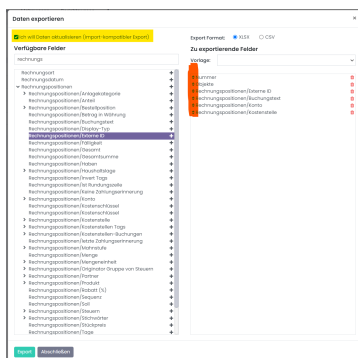 Daten exportieren
×
Ich will Daten aktualisieren (import-kompatibler Export)
Export Format:
XLSX
CSV
Verfügbare Felder
Zu exportierende Felder
rechnungs
Vorlage:
Rechnungsart
Rechnungsdatum
Rechnungspositionen
Rechnungspositionen/Anlagekategorie
Rechnungspositionen/Anteil
Rechnungspositionen/Bestellposition
Rechnungspositionen/Betrag in Währung
Rechnungspositionen/Buchungstext
Rechnungspositionen/Display-Typ
Rechnungspositionen/Externe ID
Rechnungspositionen/Fälligkeit
Rechnungspositionen/Gesamt
Rechnungspositionen/Gesamtsumme
Rechnungspositionen/Haben
Rechnungspositionen/Haushaltslage
Rechnungspositionen/Invert Tags
Rechnungspositionen/Ist Rundungszeile
Rechnungspositionen/Keine Zahlungserinnerung
Rechnungspositionen/Konto
Rechnungspositionen/Kostenschlüssel
Rechnungspositionen/Kostenschlüssel
Rechnungspositionen/Kostenstelle
Rechnungspositionen/Kostenstellen Tags
Rechnungspositionen/Kostenstellen-Buchungen
Rechnungspositionen/letzte Zahlungserinnerung
Rechnungspositionen/Mahnstufe
Rechnungspositionen/Menge
Rechnungspositionen/Mengeneinheit
Rechnungspositionen/Originator Gruppe von Steuern
Rechnungspositionen/Partner
Rechnungspositionen/Produkt
Rechnungspositionen/Rabatt (%)
Rechnungspositionen/Sequenz
Rechnungspositionen/Soll
Rechnungspositionen/Steuern
Rechnungspositionen/Stichwörter
Rechnungspositionen/Stückpreis
Rechnungspositionen/Tage
Nummer
Objekte
Rechnungspositionen/Externe ID
Rechnungspositionen/Buchungstext
Rechnungspositionen/Konto
Rechnungspositionen/Kostenstelle
Export
Abschließen